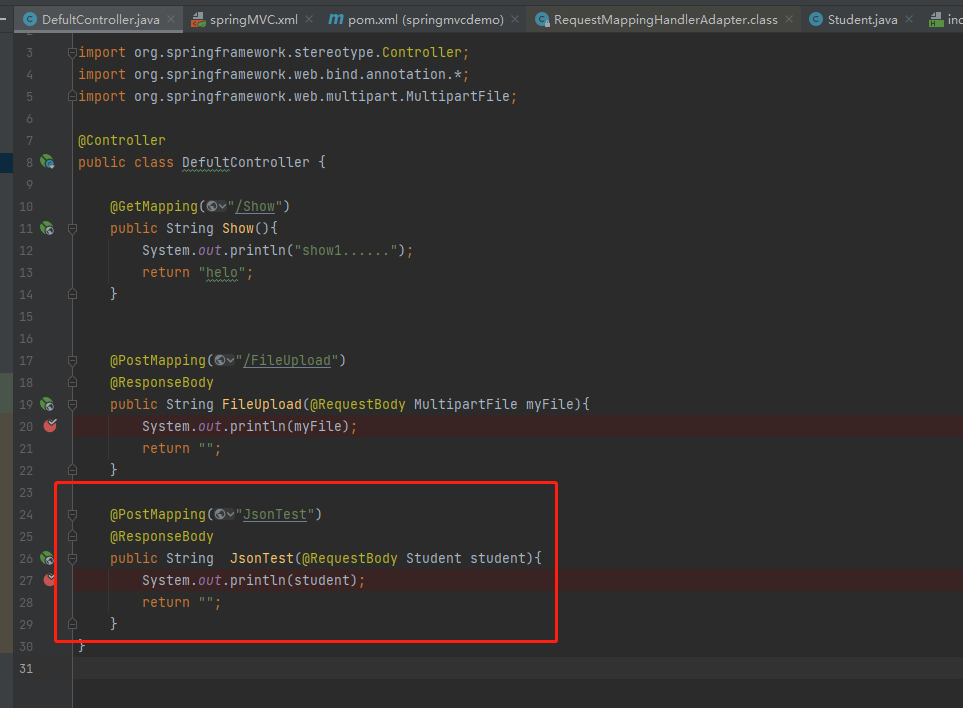 DefultController.java springMVC.xml pom.xml (springmvcdemo) RequestMappingHandlerAdapter.class Student.java
3 import org.springframework.stereotype.Controller;
4 import org.springframework.web.bind.annotation.*;
5 import org.springframework.web.multipart.MultipartFile;
6
7 @Controller
8 public class DefultController {
9
10 @GetMapping("/Show")
11 public String Show(){
12 System.out.println("show1......");
13 return "helo";
14 }
15
16
17 @PostMapping("/FileUpload")
18 @ResponseBody
19 public String FileUpload(@RequestBody MultipartFile myFile){
20 System.out.println(myFile);
21 return "";
22 }
23
24 @PostMapping("JsonTest")
25 @ResponseBody
26 public String  JsonTest(@RequestBody Student student){
27 System.out.println(student);
28 return "";
29 }
30 }
31